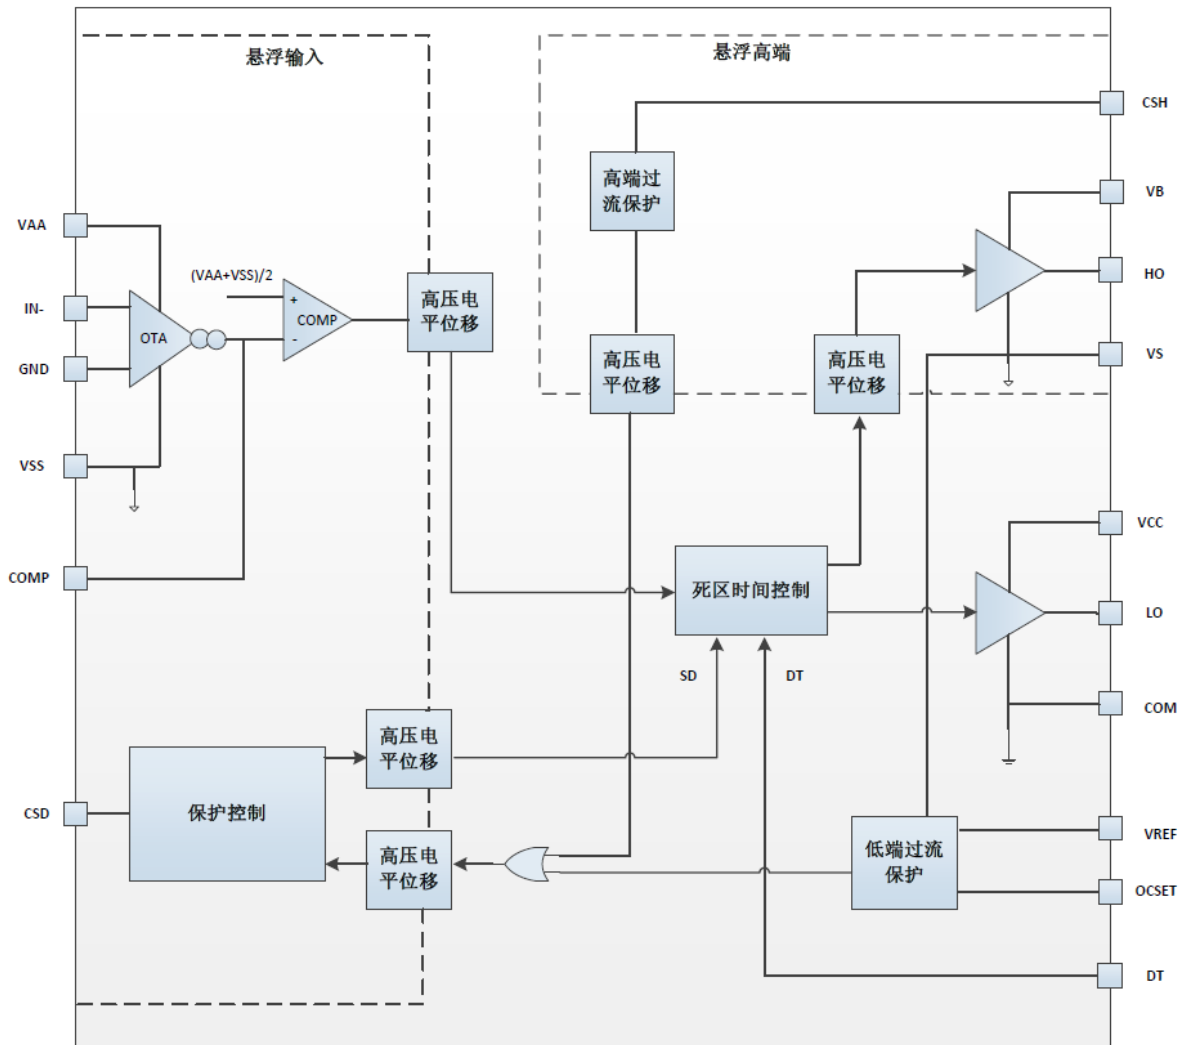 悬浮输入
悬浮高端
CSH
高端过
流保护
VB
VAA
(VAA+VSS)/2
高压电
平位移
HO
IN-
+
COMP
-
OTA
GND
高压电
平位移
高压电
平位移
VS
VSS
VCC
COMP
死区时间控制
LO
SD
DT
COM
高压电
平位移
CSD
保护控制
高压电
平位移
低端过流
保护
VREF
OCSET
DT